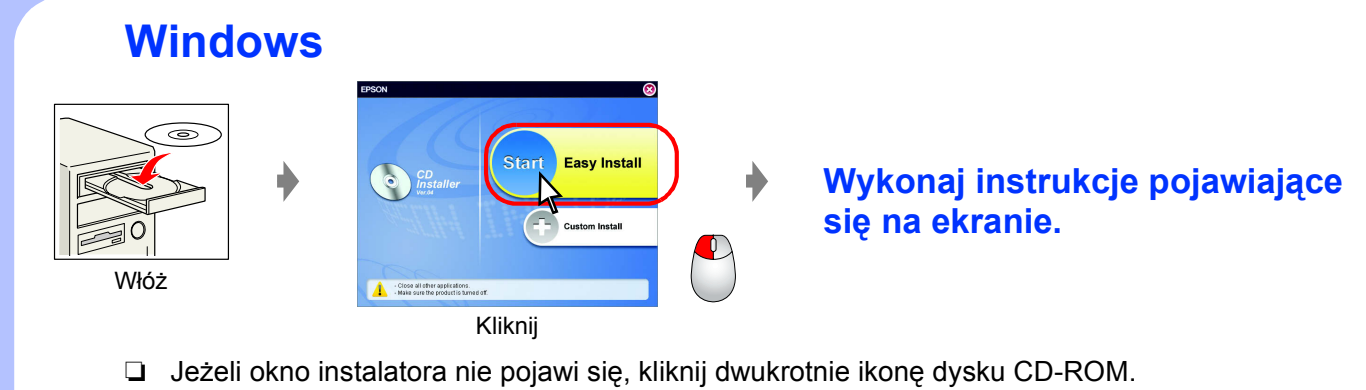 Windows
EPSON
Start
Easy Install
CD
Installer
Ver.04
Custom Install
- Close all other applications.
- Make sure the product is turned off.
Wykonaj instrukcje pojawiające
się na ekranie.
Włóż
Kliknij
❏ Jeżeli okno instalatora nie pojawi się, kliknij dwukrotnie ikonę dysku CD-ROM.